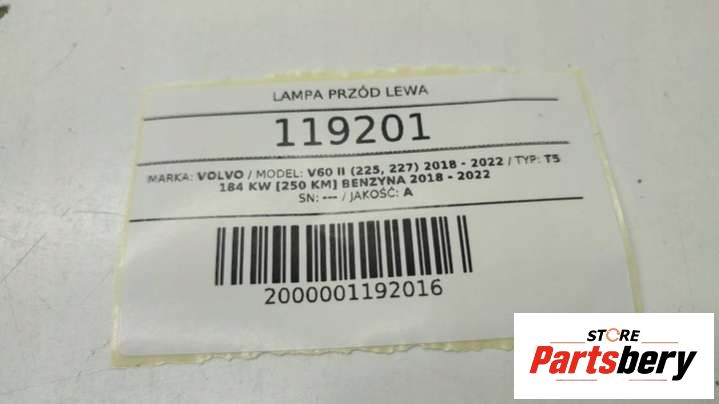 LAMPA PRZÓD LEWA
119201
MARKA: VOLVO / MODEL: V60 II (225, 227) 2018 - 2022 / TYP: T5
184 KW [250 KM] BENZYNA 2018 - 2022
SN: --- / JAKOŚĆ: A
2000001192016
STORE
Partsbery